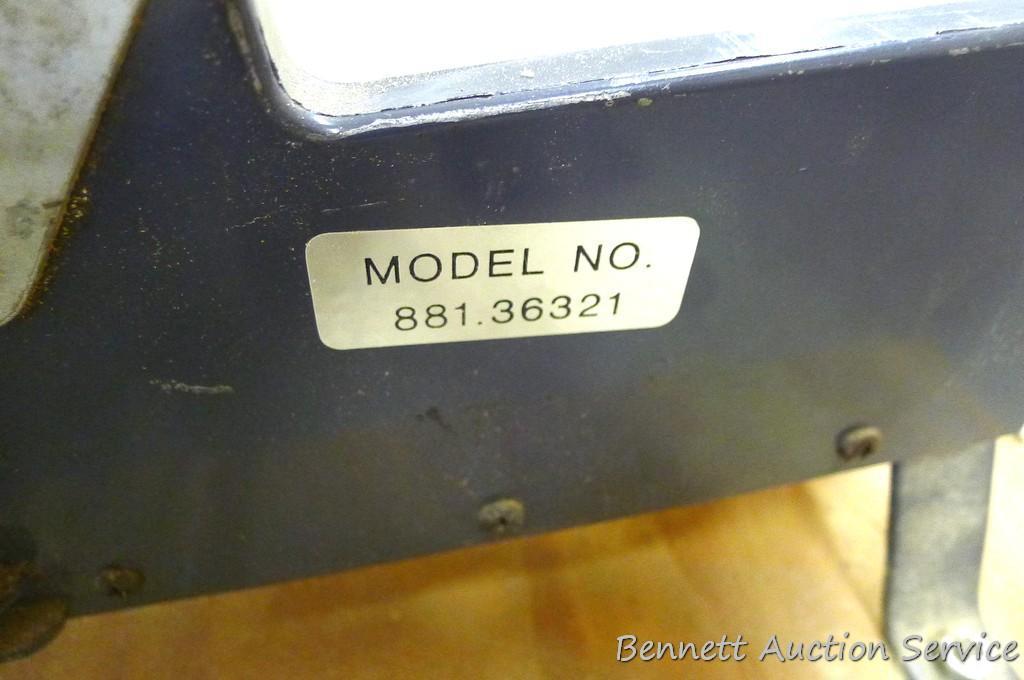 MODEL NO.
881.36321
Bennett Auction Service